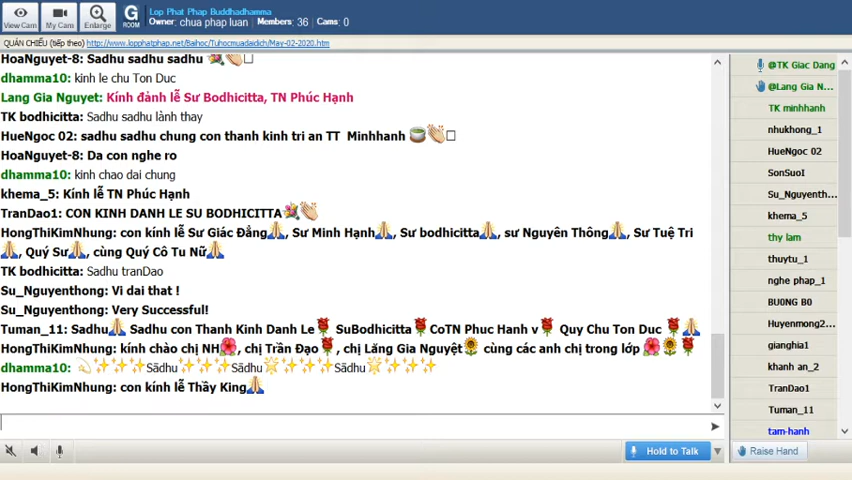 View Cam
My Cam
Enlarge
G
ROOM
Lop Phat Phap Buddhadhamma
Owner: chua phap luan Members: 36 Cams: 0
QUÁN CHIẾU (tiếp theo) http://www.lopphatphap.net/Baihoc/Tuhocmuadaidich/May-02-2020.htm
HoaNguyet-8: Sadhu sadhu sadhu
dhamma10: kinh le chu Ton Duc
Lang Gia Nguyet: Kính đảnh lễ Sư Bodhicitta, TN Phúc Hạnh
TK bodhicitta: Sadhu sadhu lành thay
HueNgoc 02: sadhu sadhu chung con thanh kinh tri an TT Minhhanh
HoaNguyet-8: Da con nghe ro
dhamma10: kinh chao dai chung
khema_5: Kính lễ TN Phúc Hạnh
TranDao1: CON KINH DANH LE SU BODHICITTA
HongThiKimNhung: con kính lễ Sư Giác Đẳng, Sư Minh Hạnh, Sư bodhicitta, sư Nguyên Thông, Sư Tuệ Tri
, Quý Sư, cùng Quý Cô Tu Nữ
TK bodhicitta: Sadhu tranDao
Su_Nguyenthong: Vi dai that !
Su_Nguyenthong: Very Successful!
Tuman_11: Sadhu Sadhu con Thanh Kinh Danh Le SuBodhicitta CoTN Phuc Hanh v Quy Chu Ton Duc
HongThiKimNhung: kính chào chị NH, chị Trần Đạo, chị Lăng Gia Nguyệt cùng các anh chị trong lớp
dhamma10: Sādhu Sādhu Sādhu
HongThiKimNhung: con kính lễ Thầy King
Hold to Talk
@TK Giac Dang
@Lang Gia N...
TK minhhanh
nhukhong_1
HueNgoc 02
SonSuoI
Su_Nguyenth...
khema_5
thy lam
thuytu_1
nghe phap_1
BU0NG B0
Huyenmong2...
gianghia1
khanh an_2
TranDao1
Tuman_11
tam-hanh
Raise Hand